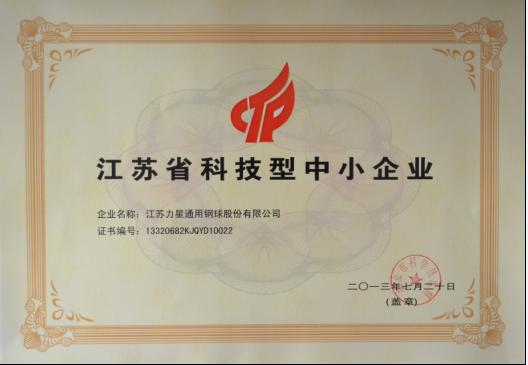 江苏省科技型中小企业
企业名称：江苏力星通用钢球股份有限公司
证书编号：13320682KJQYD10022
二〇一三年七月二十日
(盖章)